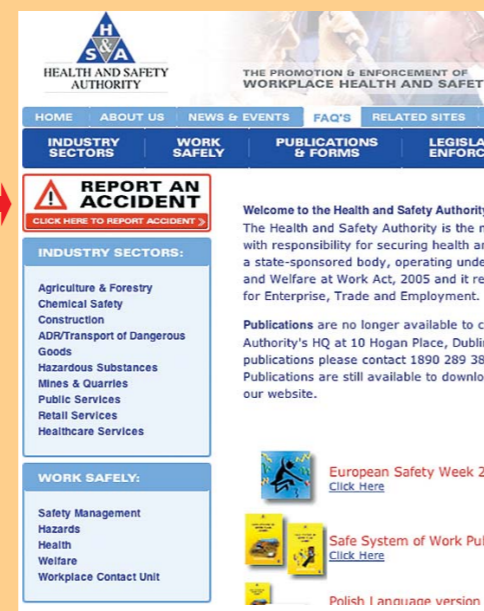 H
S & A
HEALTH AND SAFETY
AUTHORITY
THE PROMOTION & ENFORCEMENT OF
WORKPLACE HEALTH AND SAFET
HOME ABOUT US NEWS & EVENTS FAQ'S RELATED SITES
INDUSTRY SECTORS WORK SAFELY PUBLICATIONS & FORMS LEGISLA ENFORC
REPORT AN
ACCIDENT
CLICK HERE TO REPORT ACCIDENT >
INDUSTRY SECTORS:
Agriculture & Forestry
Chemical Safety
Construction
ADR/Transport of Dangerous
Goods
Hazardous Substances
Mines & Quarries
Public Services
Retail Services
Healthcare Services
WORK SAFELY:
Safety Management
Hazards
Health
Welfare
Workplace Contact Unit
Welcome to the Health and Safety Authority
The Health and Safety Authority is the n
with responsibility for securing health an
a state-sponsored body, operating unde
and Welfare at Work Act, 2005 and it re
for Enterprise, Trade and Employment.
Publications are no longer available to c
Authority's HQ at 10 Hogan Place, Dublin
publications please contact 1890 289 38
Publications are still available to downlo
our website.
European Safety Week 2
Click Here
Safe System of Work Pub
Click Here
Polish Language version